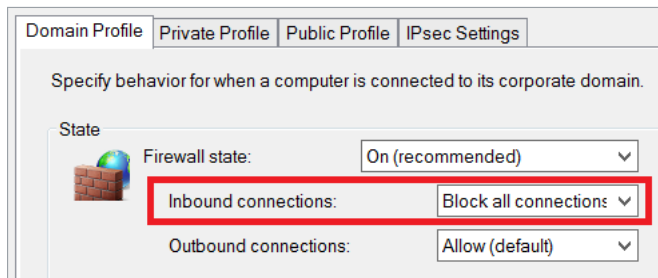 Domain Profile Private Profile Public Profile IPsec Settings
Specify behavior for when a computer is connected to its corporate domain.
State
Firewall state: On (recommended)
Inbound connections: Block all connections
Outbound connections: Allow (default)